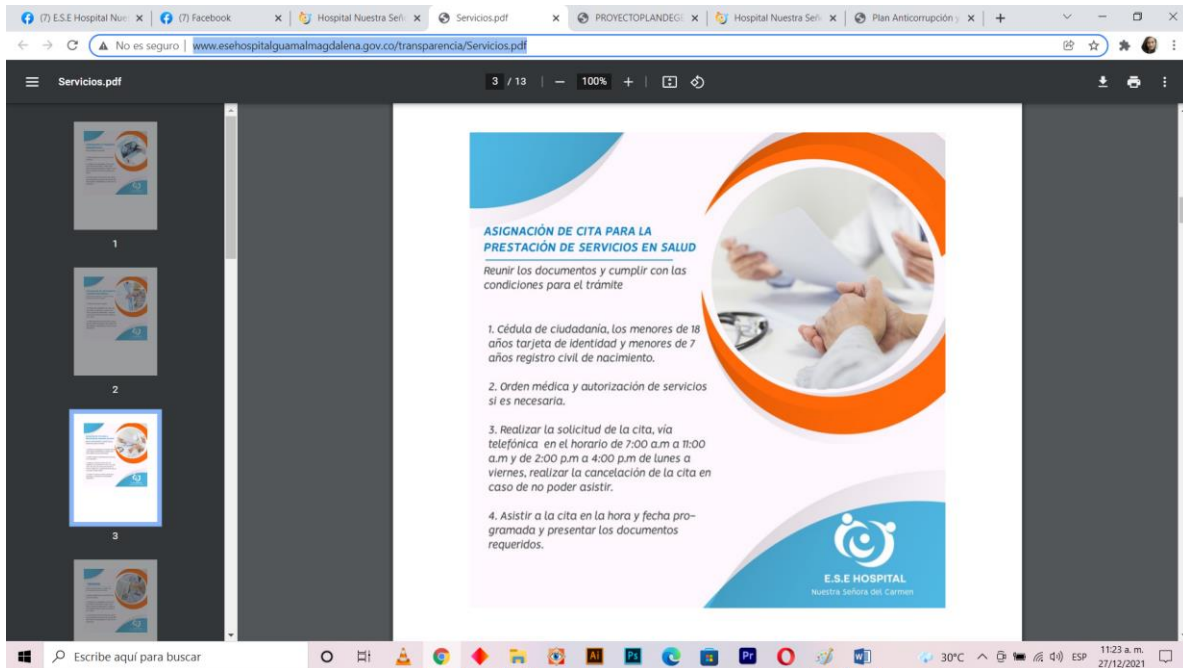 (7) E.S.E Hospital Nue
(7) Facebook
Hospital Nuestra Señ
Servicios.pdf
PROYECTOPLANDEG
Hospital Nuestra Señ
Plan Anticorrupción y
No es seguro | www.esehospitalguamalmagdalena.gov.co/transparencia/Servicios.pdf
Servicios.pdf
3 / 13
100%
1
2
3
ASIGNACIÓN DE CITA PARA LA
PRESTACIÓN DE SERVICIOS EN SALUD
Reunir los documentos y cumplir con las
condiciones para el trámite
1. Cédula de ciudadanía, los menores de 18
años tarjeta de identidad y menores de 7
años registro civil de nacimiento.
2. Orden médica y autorización de servicios
si es necesaria.
3. Realizar la solicitud de la cita, vía
telefónica en el horario de 7:00 a.m a 11:00
a.m y de 2:00 p.m a 4:00 p.m de lunes a
viernes, realizar la cancelación de la cita en
caso de no poder asistir.
4. Asistir a la cita en la hora y fecha pro-
gramada y presentar los documentos
requeridos.
E.S.E HOSPITAL
Nuestra Señora del Carmen
Escribe aquí para buscar
Ai
Ps
Pr
30°C
ESP
11:23 a. m.
27/12/2021